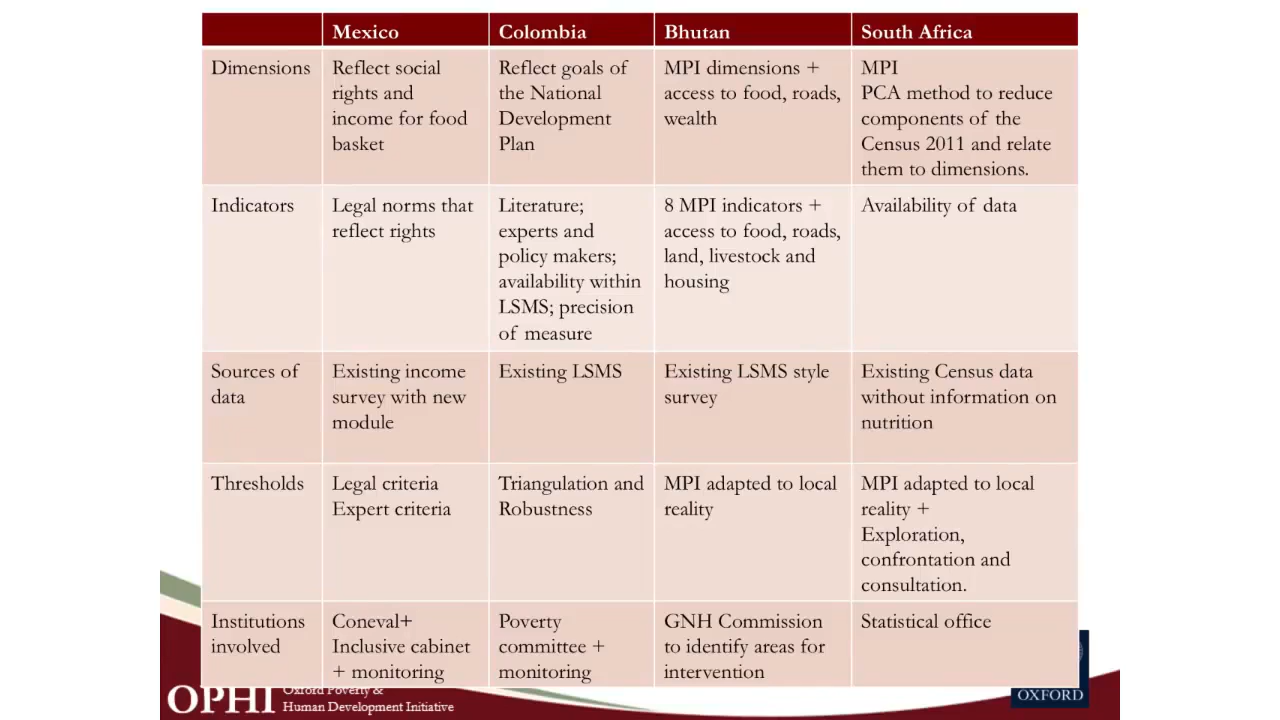 Mexico Colombia Bhutan South Africa
Dimensions
Reflect social
rights and
income for food
basket
Reflect goals of
the National
Development
Plan
MPI dimensions +
access to food, roads,
wealth
MPI
PCA method to reduce
components of the
Census 2011 and relate
them to dimensions.
Indicators
Legal norms that
reflect rights
Literature;
experts and
policy makers;
availability within
LSMS; precision
of measure
8 MPI indicators +
access to food, roads,
land, livestock and
housing
Availability of data
Sources of
data
Existing income
survey with new
module
Existing LSMS
Existing LSMS style
survey
Existing Census data
without information on
nutrition
Thresholds
Legal criteria
Expert criteria
Triangulation and
Robustness
MPI adapted to local
reality
MPI adapted to local
reality +
Exploration,
confrontation and
consultation.
Institutions
involved
Coneval+
Inclusive cabinet
+ monitoring
Poverty
committee +
monitoring
GNH Commission
to identify areas for
intervention
Statistical office
OPHI
Oxford Poverty &
Human Development Initiative
OXFORD